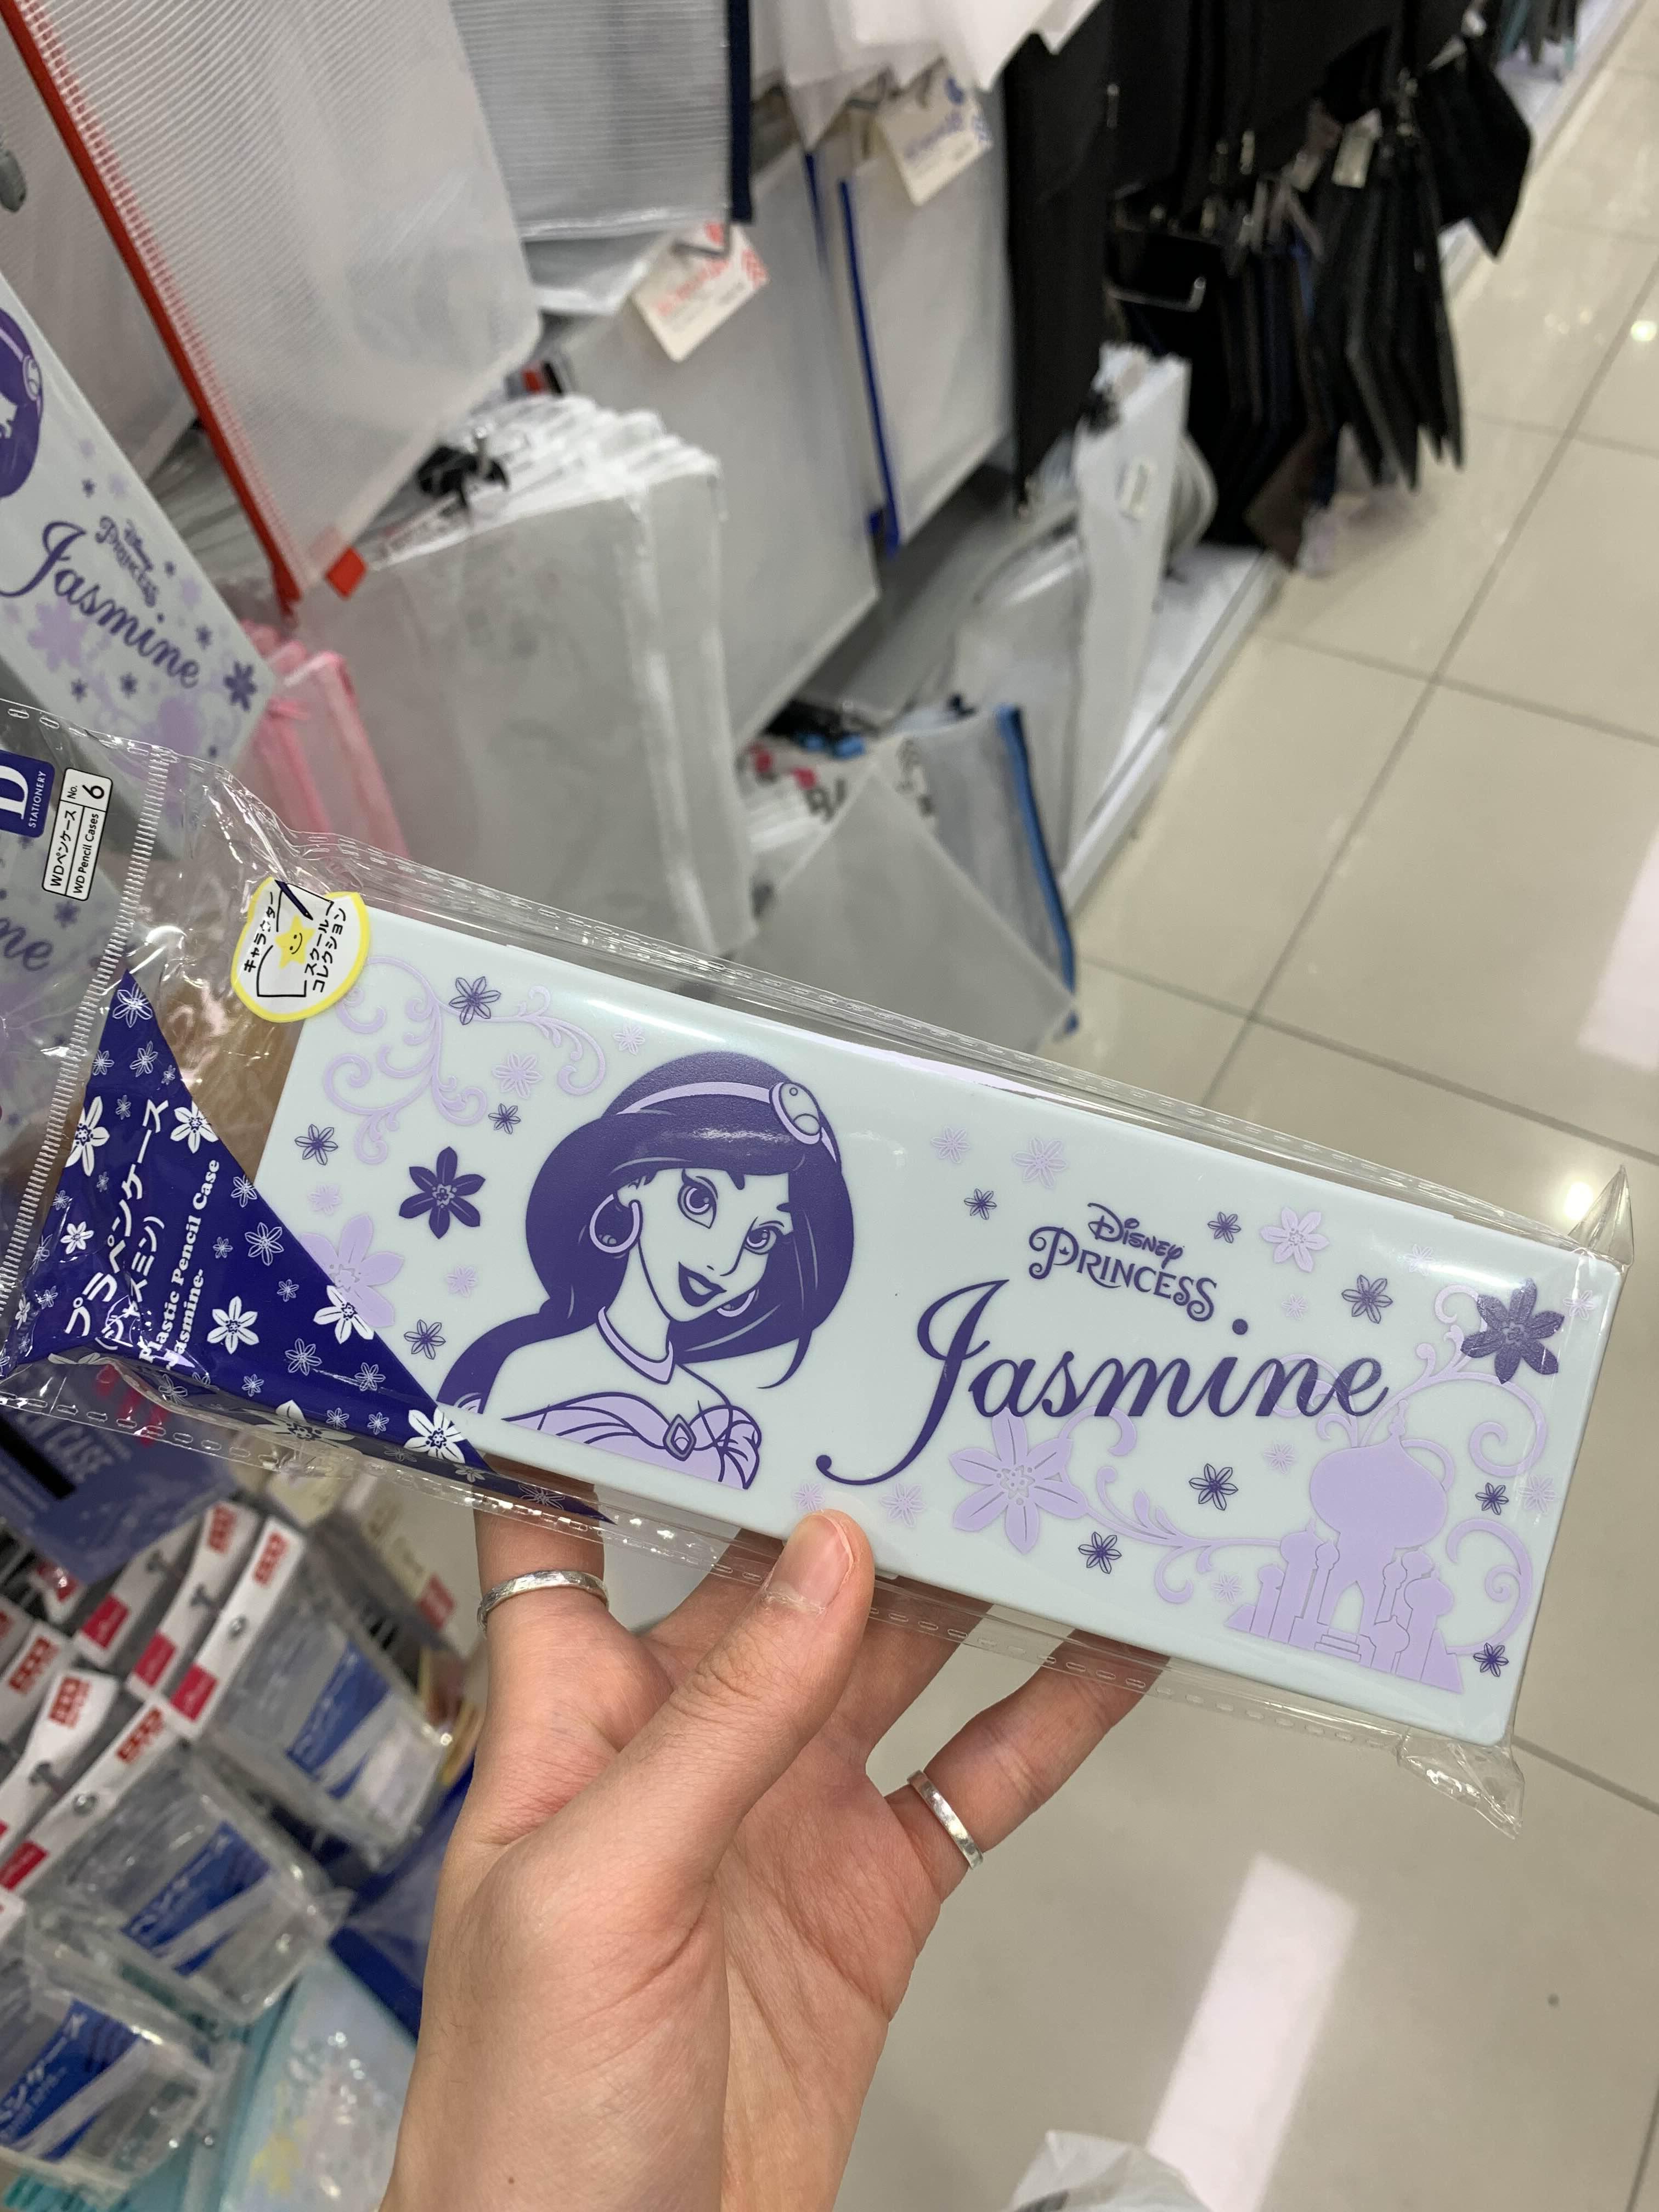 Disney
PRINCESS
Jasmine
D
STATIONERY
WDペンケース
WD Pencil Cases
No.
6
キャラクター
スクール
コレクション
プラペンケース
Plastic Pencil Case
Disney
PRINCESS
Jasmine
CASE